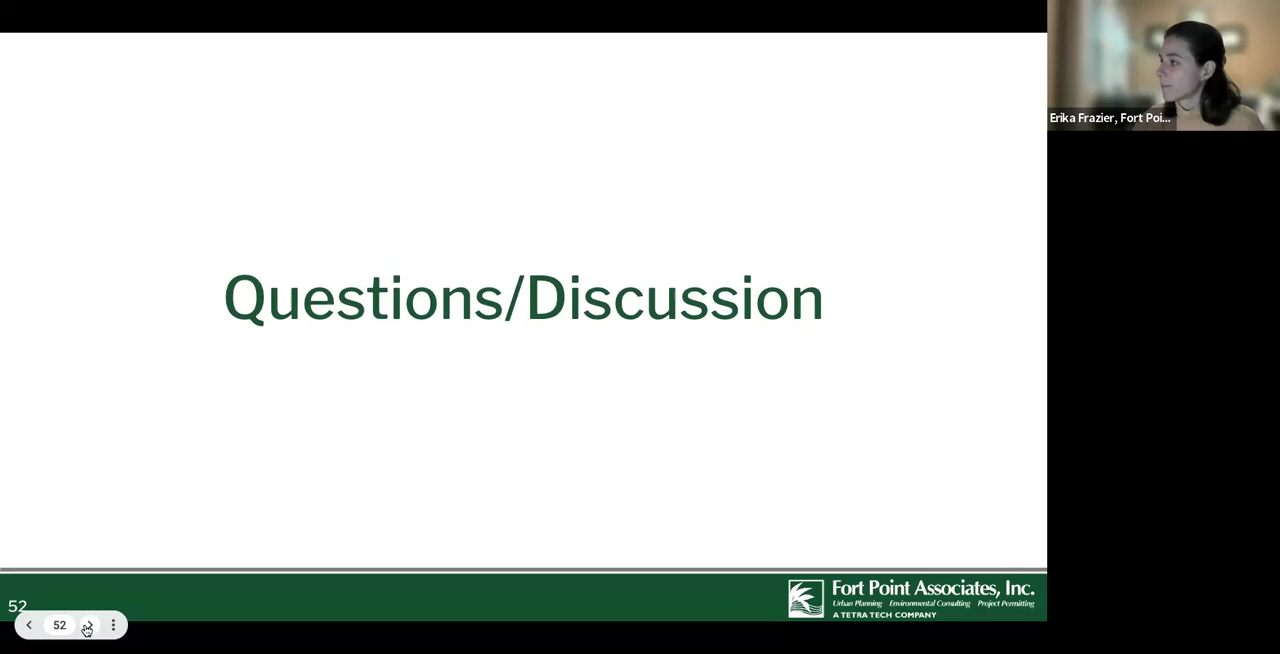 Erika Frazier, Fort Poi...
Questions/Discussion
52
Fort Point Associates, Inc.
Urban Planning Environmental Consulting Project Permitting
A TETRA TECH COMPANY
52